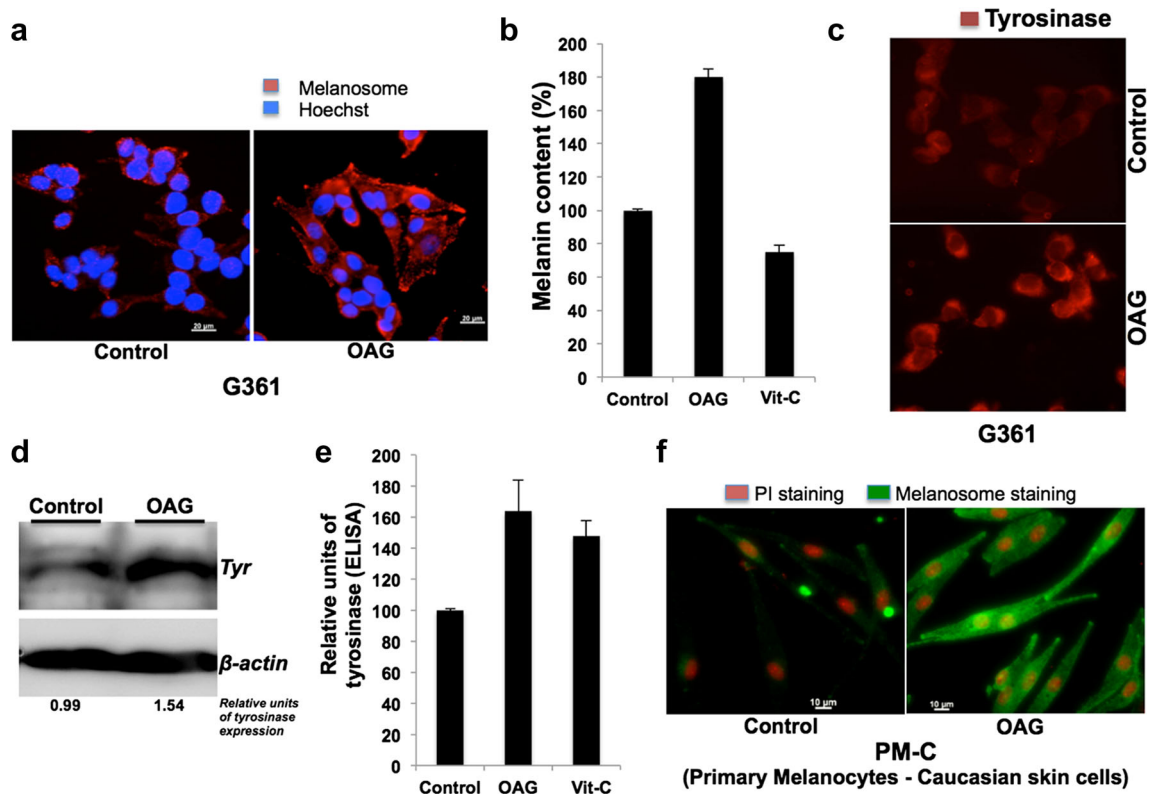 a
Melanosome
Hoechst
20 µm
20 µm
Control
OAG
G361
b
Melanin content (%)
200
180
160
140
120
100
80
60
40
20
0
Control
OAG
Vit-C
c
Tyrosinase
Control
OAG
G361
d
Control
OAG
Tyr
β-actin
0.99
1.54
Relative units
of tyrosinase
expression
e
Relative units of
tyrosinase (ELISA)
200
180
160
140
120
100
80
60
40
20
0
Control
OAG
Vit-C
f
PI staining
Melanosome staining
10 µm
10 µm
Control
OAG
PM-C
(Primary Melanocytes - Caucasian skin cells)